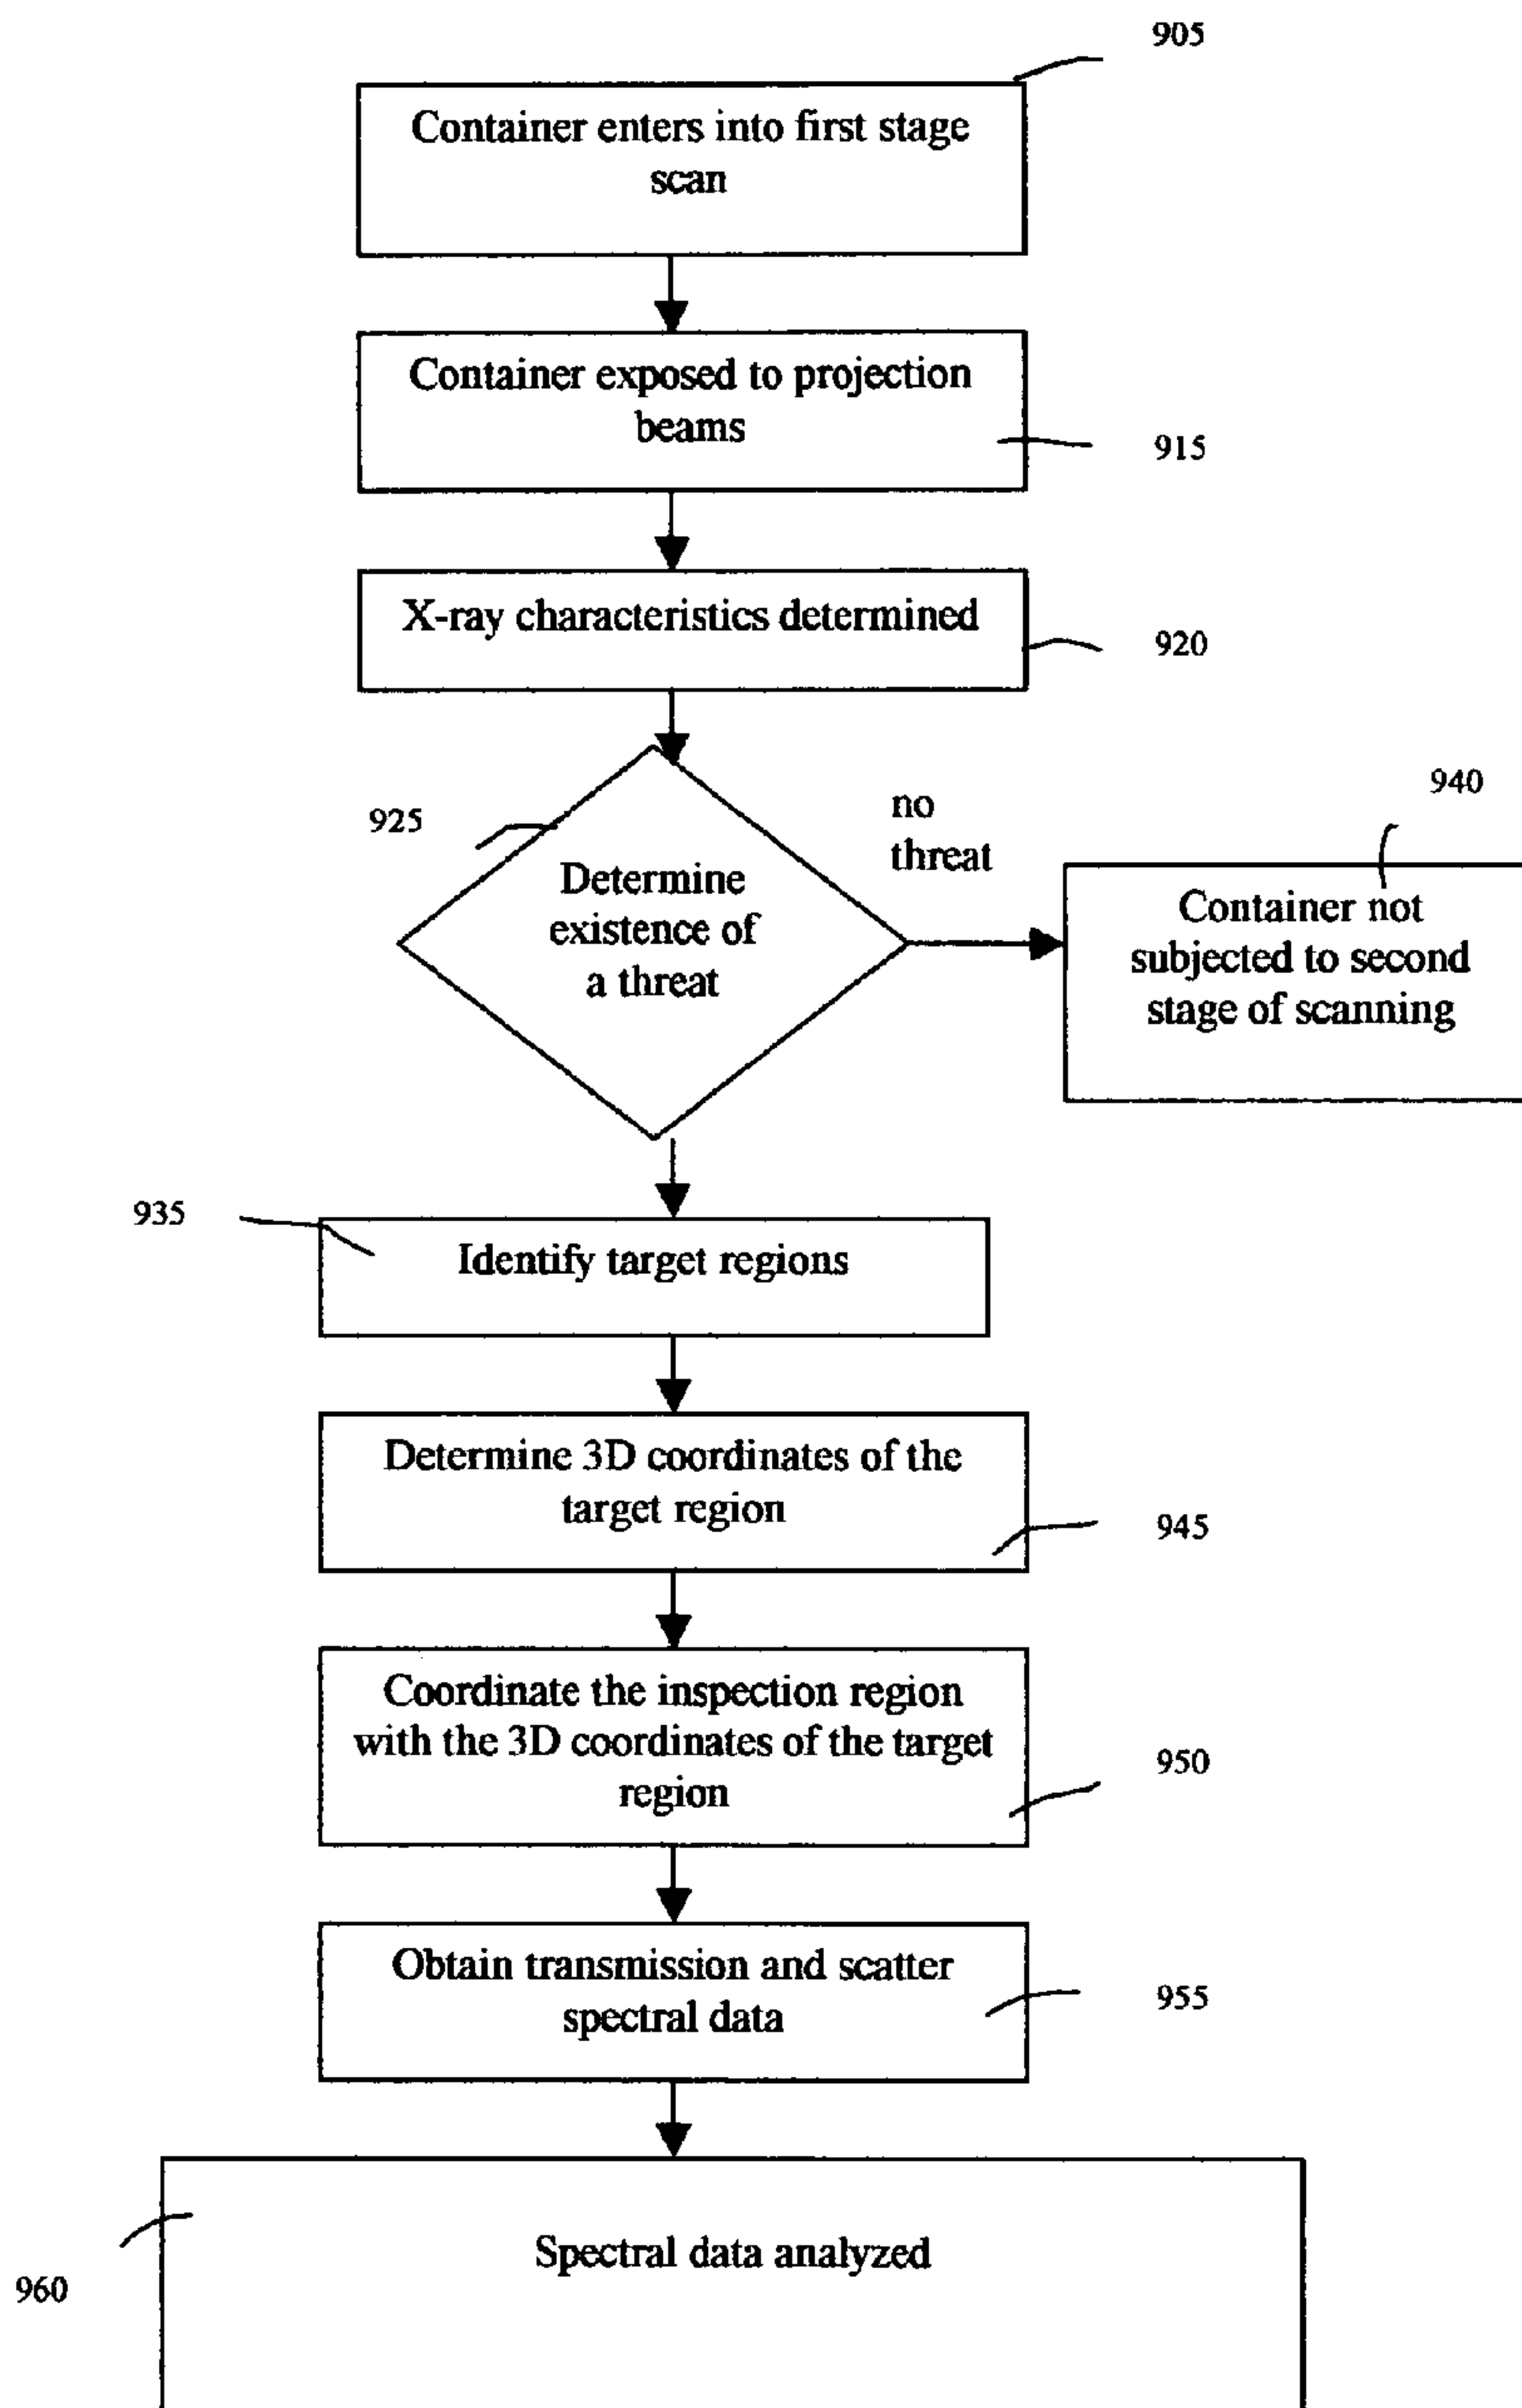 905
Container enters into first stage
scan
Container exposed to projection
beams
915
X-ray characteristics determined
920
925
no
threat
940
Determine
existence of
a threat
Container not
subjected to second
stage of scanning
935
Identify target regions
Determine 3D coordinates of the
target region
945
Coordinate the inspection region
with the 3D coordinates of the target
region
950
Obtain transmission and scatter
spectral data
955
Spectral data analyzed
960